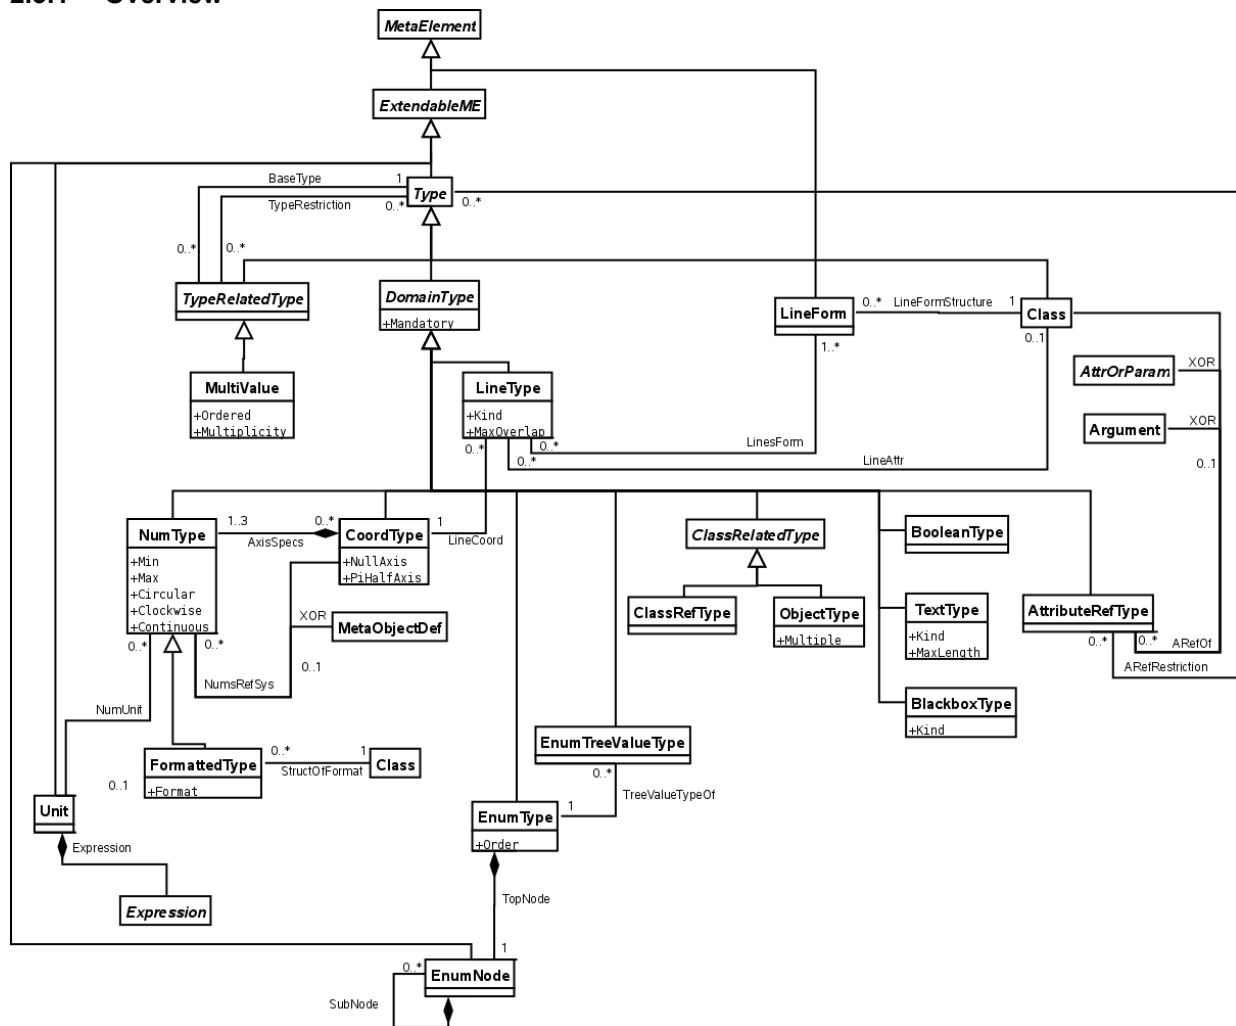 MetaElement
ExtendableME
BaseType 1
Type
TypeRestriction 0..* 0..*
0..* 0..*
TypeRelatedType
DomainType
+Mandatory
LineForm
0..* LineFormStructure 1
Class
1..* 0..1
MultiValue
+Ordered
+Multiplicity
LineType
+Kind
+MaxOverlap
0..* 0..* LinesForm
0..* LineAttr
AttrOrParam XOR
Argument XOR
0..1
NumType
+Min
+Max
+Circular
+Clockwise
+Continuous
1..3 0..*
AxisSpecs
CoordType
+NullAxis
+PiHalfAxis
1
LineCoord
ClassRelatedType
BooleanType
ClassRefType
ObjectType
+Multiple
TextType
+Kind
+MaxLength
AttributeRefType
0..* 0..* ARefOf
ARefRestriction
XOR
MetaObjectDef
0..* 0..*
0..1
NumsRefSys
NumUnit
BlackboxType
+Kind
FormattedType
+Format
0..* 1
StructOfFormat
Class
0..1
EnumTreeValueType
0..*
TreeValueTypeOf
Unit
EnumType
+Order
1
Expression
Expression
TopNode
1
0..*
EnumNode
SubNode